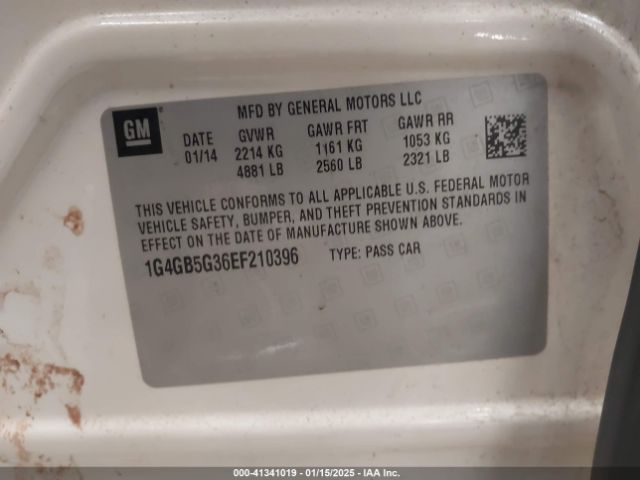 GM
MFD BY GENERAL MOTORS LLC
DATE GVWR GAWR FRT GAWR RR
01/14 2214 KG 1161 KG 1053 KG
4881 LB 2560 LB 2321 LB
THIS VEHICLE CONFORMS TO ALL APPLICABLE U.S. FEDERAL MOTOR
VEHICLE SAFETY, BUMPER, AND THEFT PREVENTION STANDARDS IN
EFFECT ON THE DATE OF MANUFACTURE SHOWN ABOVE.
1G4GB5G36EF210396 TYPE: PASS CAR
000-41341019 - 01/15/2025 - IAA Inc.